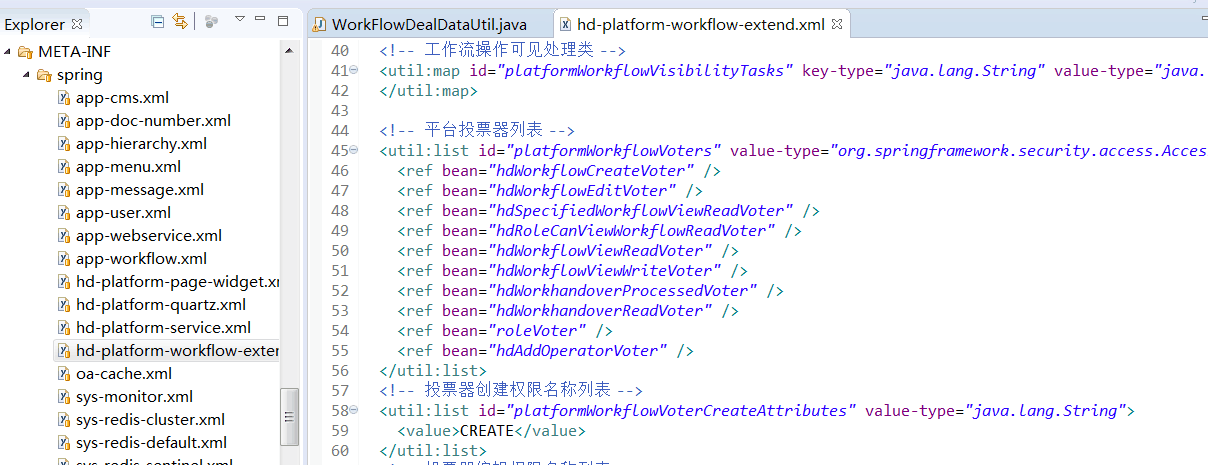 Explorer
META-INF
spring
app-cms.xml
app-doc-number.xml
app-hierarchy.xml
app-menu.xml
app-message.xml
app-user.xml
app-webservice.xml
app-workflow.xml
hd-platform-page-widget.x
hd-platform-quartz.xml
hd-platform-service.xml
hd-platform-workflow-exten
oa-cache.xml
sys-monitor.xml
sys-redis-cluster.xml
sys-redis-default.xml
sys-redis-sentinel.xml
WorkFlowDealDataUtil.java hd-platform-workflow-extend.xml
40 <!-- 工作流操作可见处理类 -->
41 <util:map id="platformWorkflowVisibilityTasks" key-type="java.lang.String" value-type="java.
42 </util:map>
43
44 <!-- 平台投票器列表 -->
45 <util:list id="platformWorkflowVoters" value-type="org.springframework.security.access.Acces
46 <ref bean="hdWorkflowCreateVoter" />
47 <ref bean="hdWorkflowEditVoter" />
48 <ref bean="hdSpecifiedWorkflowViewReadVoter" />
49 <ref bean="hdRoleCanViewWorkflowReadVoter" />
50 <ref bean="hdWorkflowViewReadVoter" />
51 <ref bean="hdWorkflowViewWriteVoter" />
52 <ref bean="hdWorkhandoverProcessedVoter" />
53 <ref bean="hdWorkhandoverReadVoter" />
54 <ref bean="roleVoter" />
55 <ref bean="hdAddOperatorVoter" />
56 </util:list>
57 <!-- 投票器创建权限名称列表 -->
58 <util:list id="platformWorkflowVoterCreateAttributes" value-type="java.lang.String">
59 <value>CREATE</value>
60 </util:list>